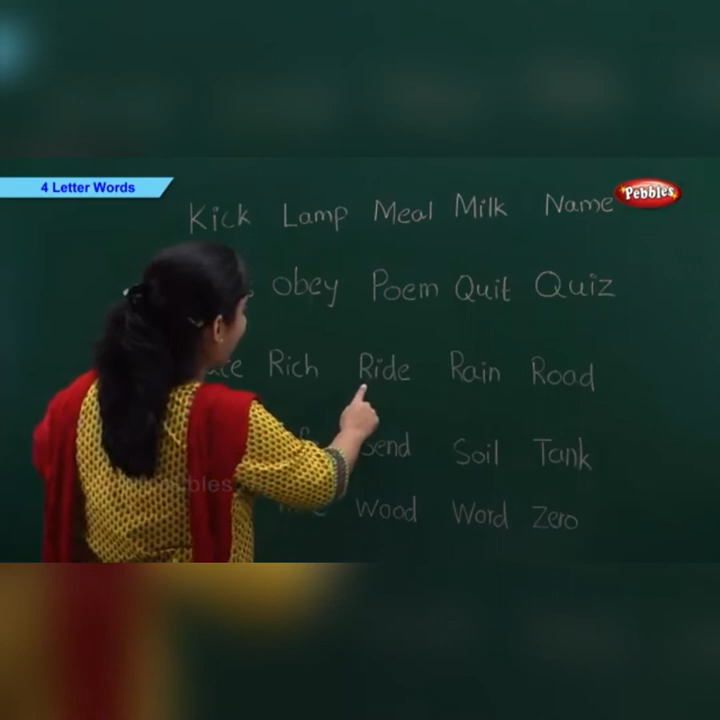 4 Letter Words
Pebbles
Kick Lamp Meal Milk Name
obey Poem Quit Quiz
Rich Ride Rain Road
Send Soil Tank
Wood Word Zero